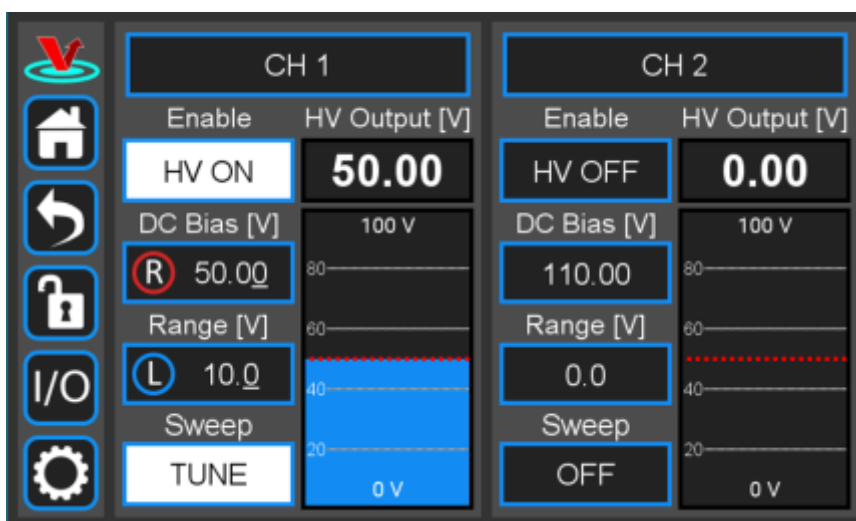 CH 1
Enable HV Output [V]
HV ON 50.00
DC Bias [V] 100 V
R 50.00 80
Range [V] 60
L 10.0 40
Sweep 20
TUNE 0 V
CH 2
Enable HV Output [V]
HV OFF 0.00
DC Bias [V] 100 V
110.00 80
Range [V] 60
0.0 40
Sweep 20
OFF 0 V
I/O